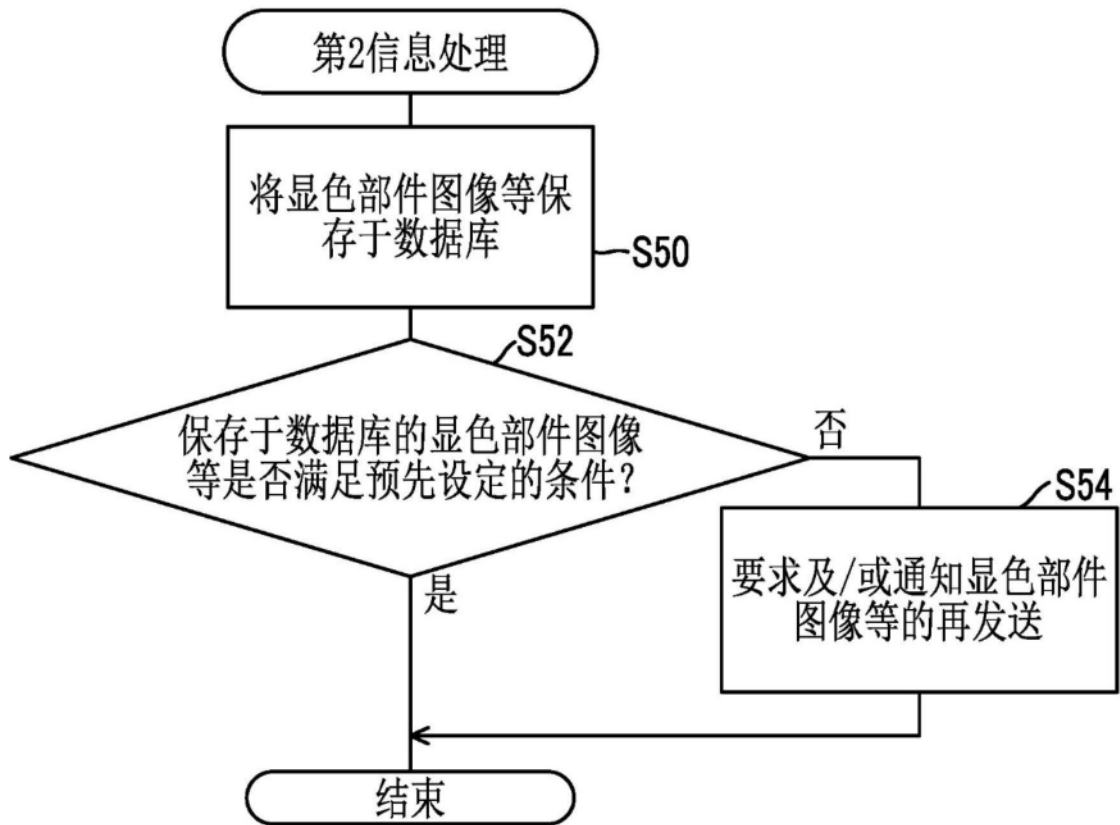 第2信息处理
将显色部件图像等保
存于数据库
S50
S52
保存于数据库的显色部件图像
等是否满足预先设定的条件？
否
S54
要求及/或通知显色部件
图像等的再发送
是
结束